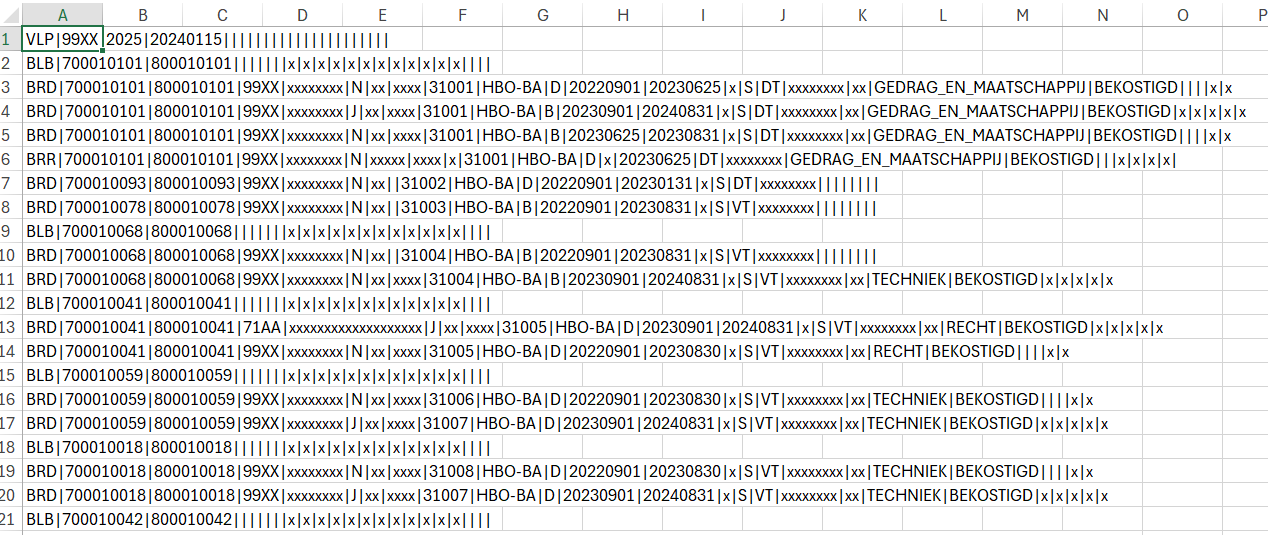 A B C D E F G H I J K L M N O P
1 VLP|99XX|2025|20240115||||||||||||||||||||||
2 BLB|700010101|800010101|||||||x|x|x|x|x|x|x|x|x|x|x|x||||
3 BRD|700010101|800010101|99XX|xxxxxxxx|N|xx|xxxx|31001|HBO-BA|D|20220901|20230625|x|S|DT|xxxxxxxx|xx|GEDRAG_EN_MAATSCHAPPIJ|BEKOSTIGD||||x|x
4 BRD|700010101|800010101|99XX|xxxxxxxx|J|xx|xxxx|31001|HBO-BA|B|20230901|20240831|x|S|DT|xxxxxxxx|xx|GEDRAG_EN_MAATSCHAPPIJ|BEKOSTIGD|x|x|x|x|x
5 BRD|700010101|800010101|99XX|xxxxxxxx|N|xx|xxxx|31001|HBO-BA|B|20230625|20230831|x|S|DT|xxxxxxxx|xx|GEDRAG_EN_MAATSCHAPPIJ|BEKOSTIGD||||x|x
6 BRR|700010101|800010101|99XX|xxxxxxxx|N|xxxxx|xxxx|x|31001|HBO-BA|D|x|20230625|DT|xxxxxxxx|GEDRAG_EN_MAATSCHAPPIJ|BEKOSTIGD|||x|x|x|x|
7 BRD|700010093|800010093|99XX|xxxxxxxx|N|xx||31002|HBO-BA|D|20220901|20230131|x|S|DT|xxxxxxxx||||||||
8 BRD|700010078|800010078|99XX|xxxxxxxx|N|xx||31003|HBO-BA|B|20220901|20230831|x|S|VT|xxxxxxxx||||||||
9 BLB|700010068|800010068|||||||x|x|x|x|x|x|x|x|x|x|x|x||||
10 BRD|700010068|800010068|99XX|xxxxxxxx|N|xx||31004|HBO-BA|B|20220901|20230831|x|S|VT|xxxxxxxx||||||||
11 BRD|700010068|800010068|99XX|xxxxxxxx|N|xx|xxxx|31004|HBO-BA|B|20230901|20240831|x|S|VT|xxxxxxxx|xx|TECHNIEK|BEKOSTIGD|x|x|x|x|x
12 BLB|700010041|800010041|||||||x|x|x|x|x|x|x|x|x|x|x|x||||
13 BRD|700010041|800010041|71AA|xxxxxxxxxxxxxxxxxxx|J|xx|xxxx|31005|HBO-BA|D|20230901|20240831|x|S|VT|xxxxxxxx|xx|RECHT|BEKOSTIGD|x|x|x|x|x
14 BRD|700010041|800010041|99XX|xxxxxxxx|N|xx|xxxx|31005|HBO-BA|D|20220901|20230830|x|S|VT|xxxxxxxx|xx|RECHT|BEKOSTIGD||||x|x
15 BLB|700010059|800010059|||||||x|x|x|x|x|x|x|x|x|x|x|x||||
16 BRD|700010059|800010059|99XX|xxxxxxxx|N|xx|xxxx|31006|HBO-BA|D|20220901|20230830|x|S|VT|xxxxxxxx|xx|TECHNIEK|BEKOSTIGD||||x|x
17 BRD|700010059|800010059|99XX|xxxxxxxx|J|xx|xxxx|31007|HBO-BA|D|20230901|20240831|x|S|VT|xxxxxxxx|xx|TECHNIEK|BEKOSTIGD|x|x|x|x|x
18 BLB|700010018|800010018|||||||x|x|x|x|x|x|x|x|x|x|x|x||||
19 BRD|700010018|800010018|99XX|xxxxxxxx|N|xx|xxxx|31008|HBO-BA|D|20220901|20230830|x|S|VT|xxxxxxxx|xx|TECHNIEK|BEKOSTIGD||||x|x
20 BRD|700010018|800010018|99XX|xxxxxxxx|J|xx|xxxx|31007|HBO-BA|D|20230901|20240831|x|S|VT|xxxxxxxx|xx|TECHNIEK|BEKOSTIGD|x|x|x|x|x
21 BLB|700010042|800010042|||||||x|x|x|x|x|x|x|x|x|x|x|x||||